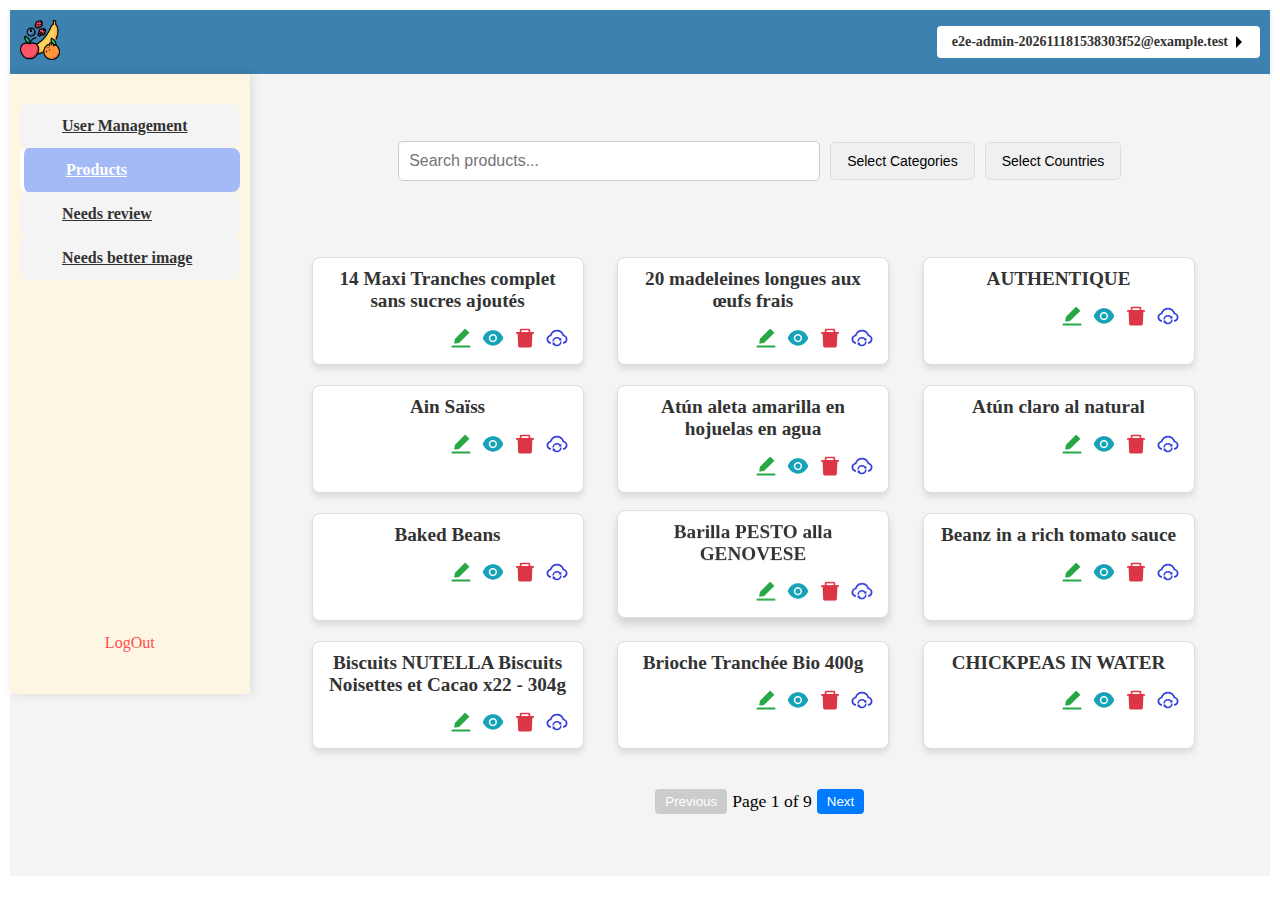 e2e-admin-202611181538303f52@example.test
User Management
Products
Needs review
Needs better image
LogOut
Search products...
Select Categories
Select Countries
14 Maxi Tranches complet
sans sucres ajoutés
20 madeleines longues aux
œufs frais
AUTHENTIQUE
Ain Saïss
Atún aleta amarilla en
hojuelas en agua
Atún claro al natural
Baked Beans
Barilla PESTO alla
GENOVESE
Beanz in a rich tomato sauce
Biscuits NUTELLA Biscuits
Noisettes et Cacao x22 - 304g
Brioche Tranchée Bio 400g
CHICKPEAS IN WATER
Previous
Page 1 of 9
Next